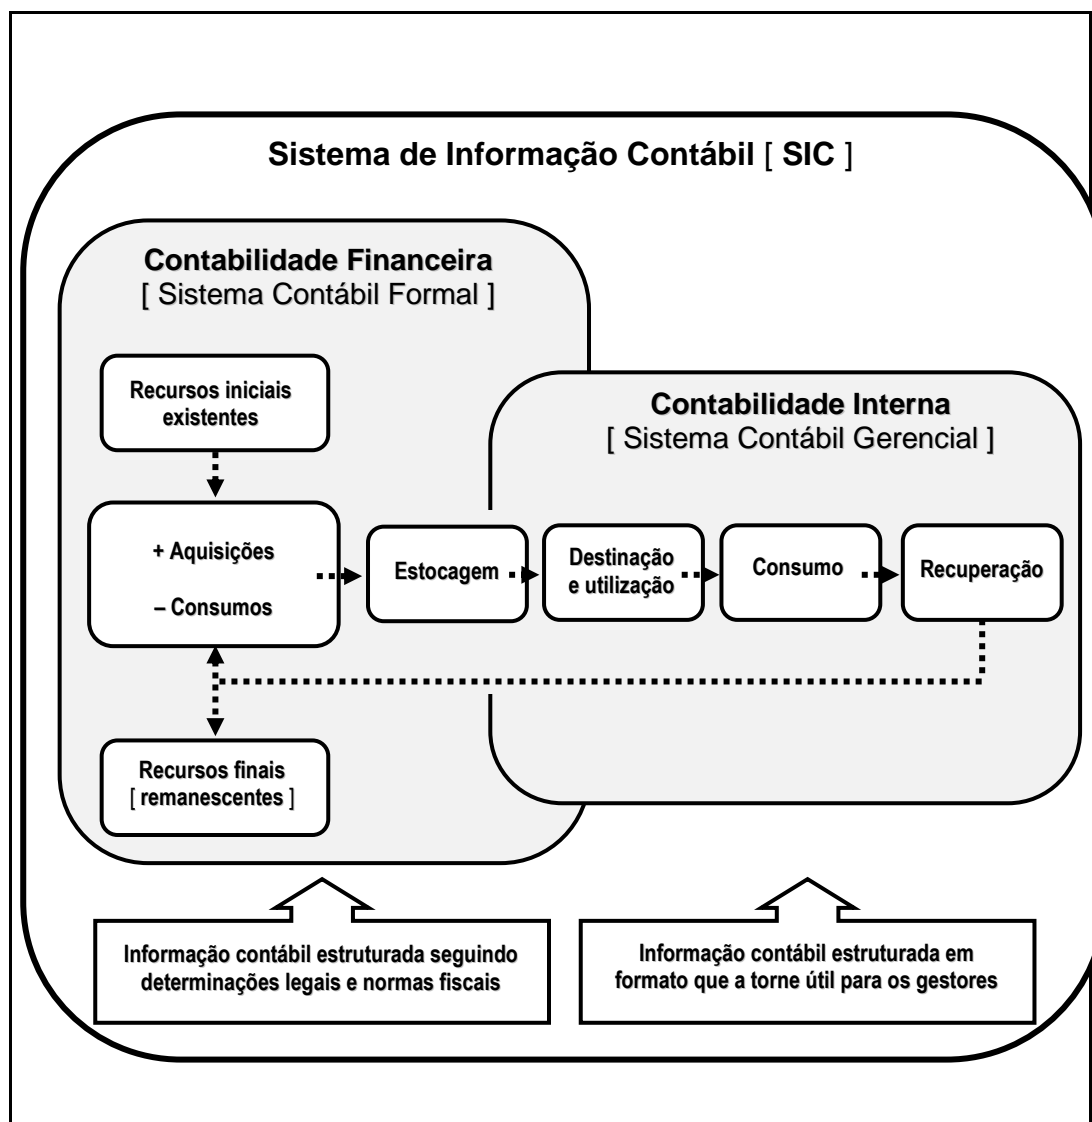 Sistema de Informação Contábil [ SIC ]
Contabilidade Financeira
[ Sistema Contábil Formal ]
Recursos iniciais
existentes
Contabilidade Interna
[ Sistema Contábil Gerencial ]
+ Aquisições
– Consumos
Estocagem
Destinação
e utilização
Consumo
Recuperação
Recursos finais
[ remanescentes ]
Informação contábil estruturada seguindo
determinações legais e normas fiscais
Informação contábil estruturada em
formato que a torne útil para os gestores